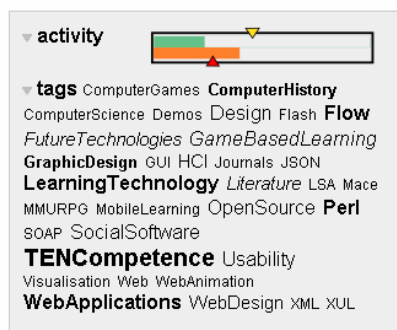 activity
tags ComputerGames ComputerHistory
ComputerScience Demos Design Flash Flow
FutureTechnologies GameBasedLearning
GraphicDesign GUI HCI Journals JSON
LearningTechnology Literature LSA Mace
MMURPG MobileLearning OpenSource Perl
SOAP SocialSoftware
TENCompetence Usability
Visualisation Web WebAnimation
WebApplications WebDesign XML XUL